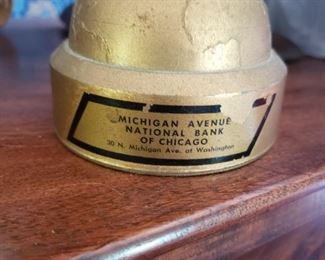 MICHIGAN AVENUE
NATIONAL BANK
OF CHICAGO
30 N. Michigan Ave. at Washington